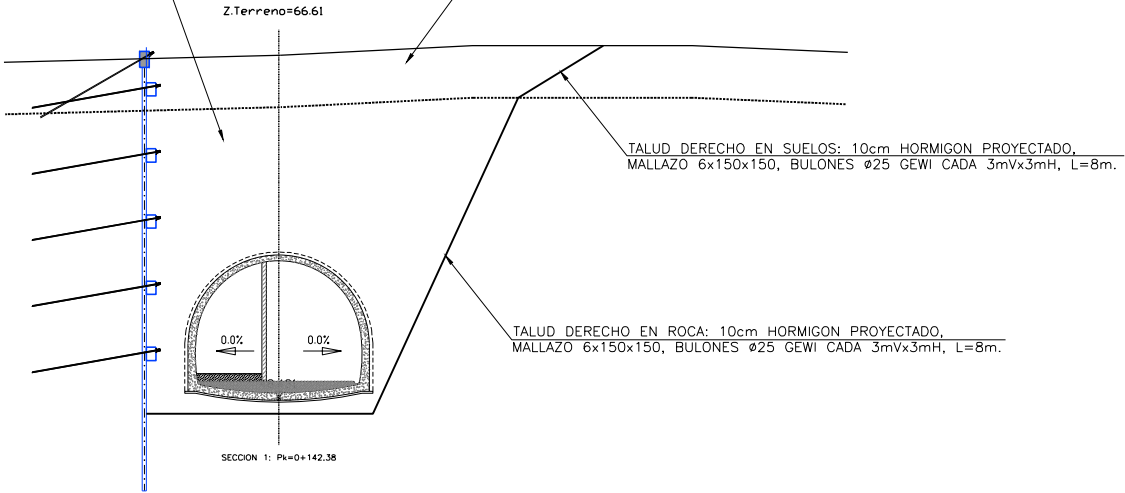 Z.Terreno=66.61
TALUD DERECHO EN SUELOS: 10cm HORMIGON PROYECTADO,
MALLAZO 6x150x150, BULONES Ø25 GEWI CADA 3mVx3mH, L=8m.
TALUD DERECHO EN ROCA: 10cm HORMIGON PROYECTADO,
MALLAZO 6x150x150, BULONES Ø25 GEWI CADA 3mVx3mH, L=8m.
0.0%
0.0%
SECCION 1: Pk=0+142.38